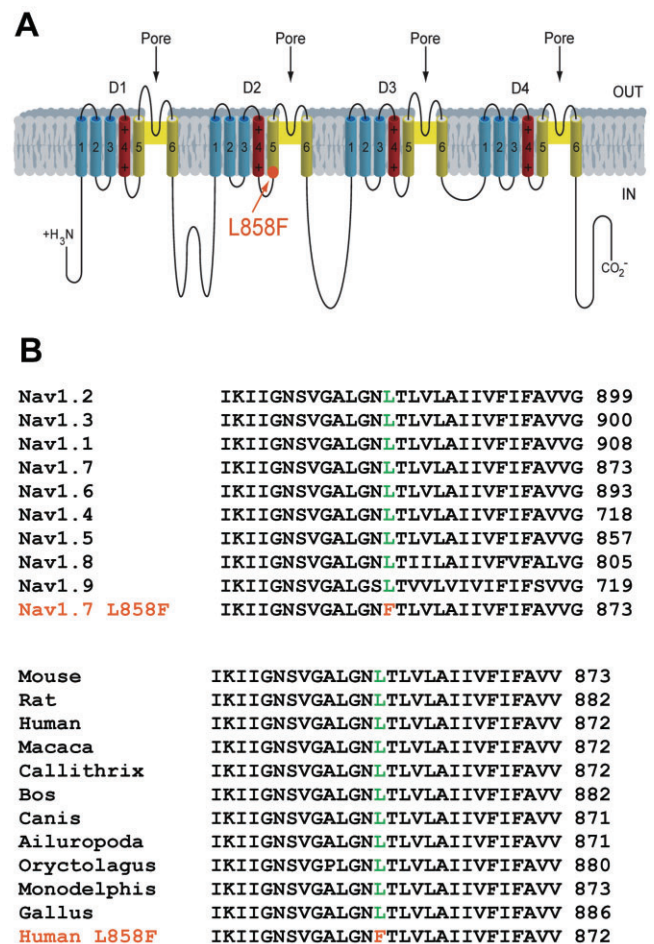 A
Pore Pore Pore Pore
D1 D2 D3 D4
OUT
1 2 3 +4+ 5 6 1 2 3 +4+ 5 6 1 2 3 +4+ 5 6 1 2 3 +4+ 5 6
IN
L858F
+H3N
CO2-
B
Nav1.2 IKIIGNSVGALGNLTLVLAIIVFIFAVVG 899
Nav1.3 IKIIGNSVGALGNLTLVLAIIVFIFAVVG 900
Nav1.1 IKIIGNSVGALGNLTLVLAIIVFIFAVVG 908
Nav1.7 IKIIGNSVGALGNLTLVLAIIVFIFAVVG 873
Nav1.6 IKIIGNSVGALGNLTLVLAIIVFIFAVVG 893
Nav1.4 IKIIGNSVGALGNLTLVLAIIVFIFAVVG 718
Nav1.5 IKIIGNSVGALGNLTLVLAIIVFIFAVVG 857
Nav1.8 IKIIGNSVGALGNLTIILAIIVFVFALVG 805
Nav1.9 IKIIGNSVGALGSLTVVLVIVIFIFSVVG 719
Nav1.7 L858F IKIIGNSVGALGNFTLVLAIIVFIFAVVG 873
Mouse IKIIGNSVGALGNLTLVLAIIVFIFAVV 873
Rat IKIIGNSVGALGNLTLVLAIIVFIFAVV 882
Human IKIIGNSVGALGNLTLVLAIIVFIFAVV 872
Macaca IKIIGNSVGALGNLTLVLAIIVFIFAVV 872
Callithrix IKIIGNSVGALGNLTLVLAIIVFIFAVV 872
Bos IKIIGNSVGALGNLTLVLAIIVFIFAVV 882
Canis IKIIGNSVGALGNLTLVLAIIVFIFAVV 871
Ailuropoda IKIIGNSVGALGNLTLVLAIIVFIFAVV 871
Oryctolagus IKIIGNSVGPLGNLTLVLAIIVFIFAVV 880
Monodelphis IKIIGNSVGALGNLTLVLAIIVFIFAVV 873
Gallus IKIIGNSVGALGNLTLVLAIIVFIFAVV 886
Human L858F IKIIGNSVGALGNFTLVLAIIVFIFAVV 872